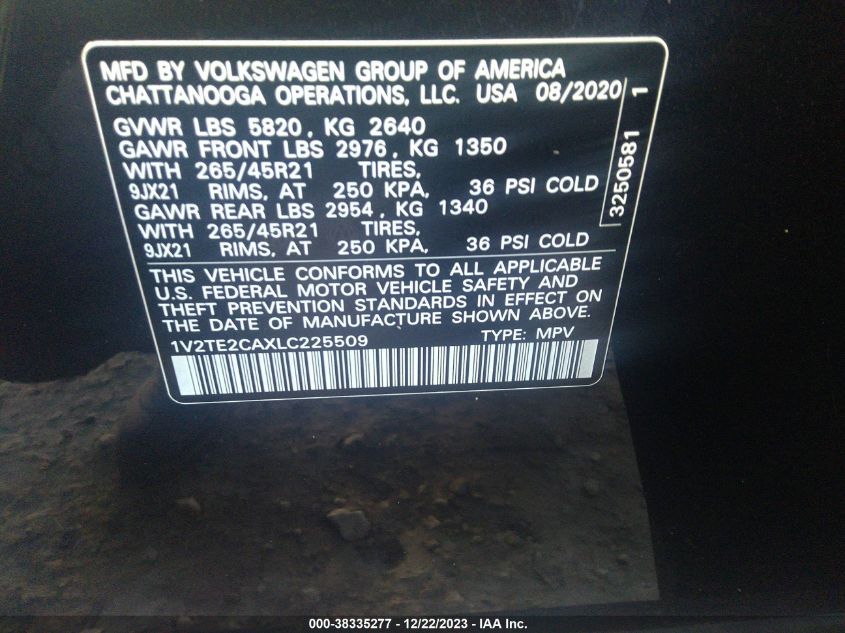 MFD BY VOLKSWAGEN GROUP OF AMERICA
CHATTANOOGA OPERATIONS, LLC. USA 08/2020
GVWR LBS 5820, KG 2640
GAWR FRONT LBS 2976, KG 1350
WITH 265/45R21 TIRES,
9JX21 RIMS, AT 250 KPA, 36 PSI COLD
GAWR REAR LBS 2954, KG 1340
WITH 265/45R21 TIRES,
9JX21 RIMS, AT 250 KPA, 36 PSI COLD
THIS VEHICLE CONFORMS TO ALL APPLICABLE
U.S. FEDERAL MOTOR VEHICLE SAFETY AND
THEFT PREVENTION STANDARDS IN EFFECT ON
THE DATE OF MANUFACTURE SHOWN ABOVE.
1V2TE2CAXLC225509 TYPE: MPV
3250581 1
000-38335277 - 12/22/2023 - IAA Inc.